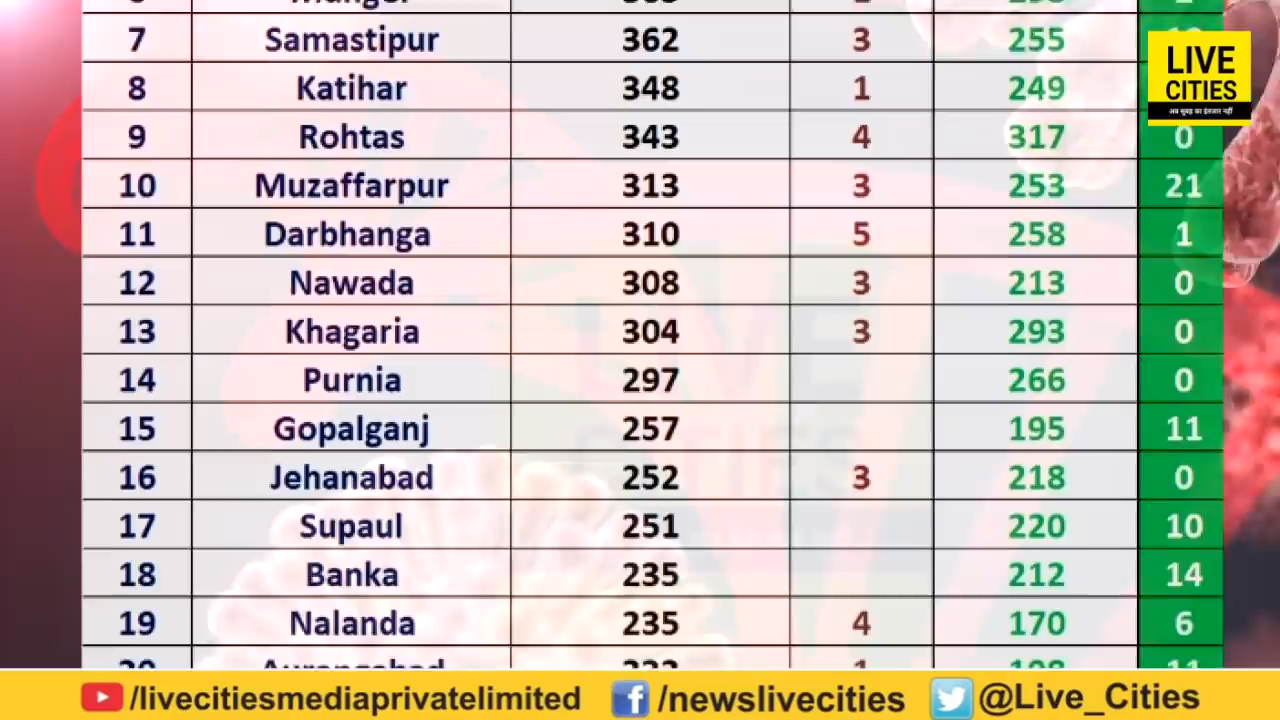 7 Samastipur 362 3 255
8 Katihar 348 1 249
9 Rohtas 343 4 317 0
10 Muzaffarpur 313 3 253 21
11 Darbhanga 310 5 258 1
12 Nawada 308 3 213 0
13 Khagaria 304 3 293 0
14 Purnia 297 266 0
15 Gopalganj 257 195 11
16 Jehanabad 252 3 218 0
17 Supaul 251 220 10
18 Banka 235 212 14
19 Nalanda 235 4 170 6
LIVE
CITIES
अब सुबह का इंतजार नहीं
/livecitiesmediaprivatelimited /newslivecities @Live_Cities